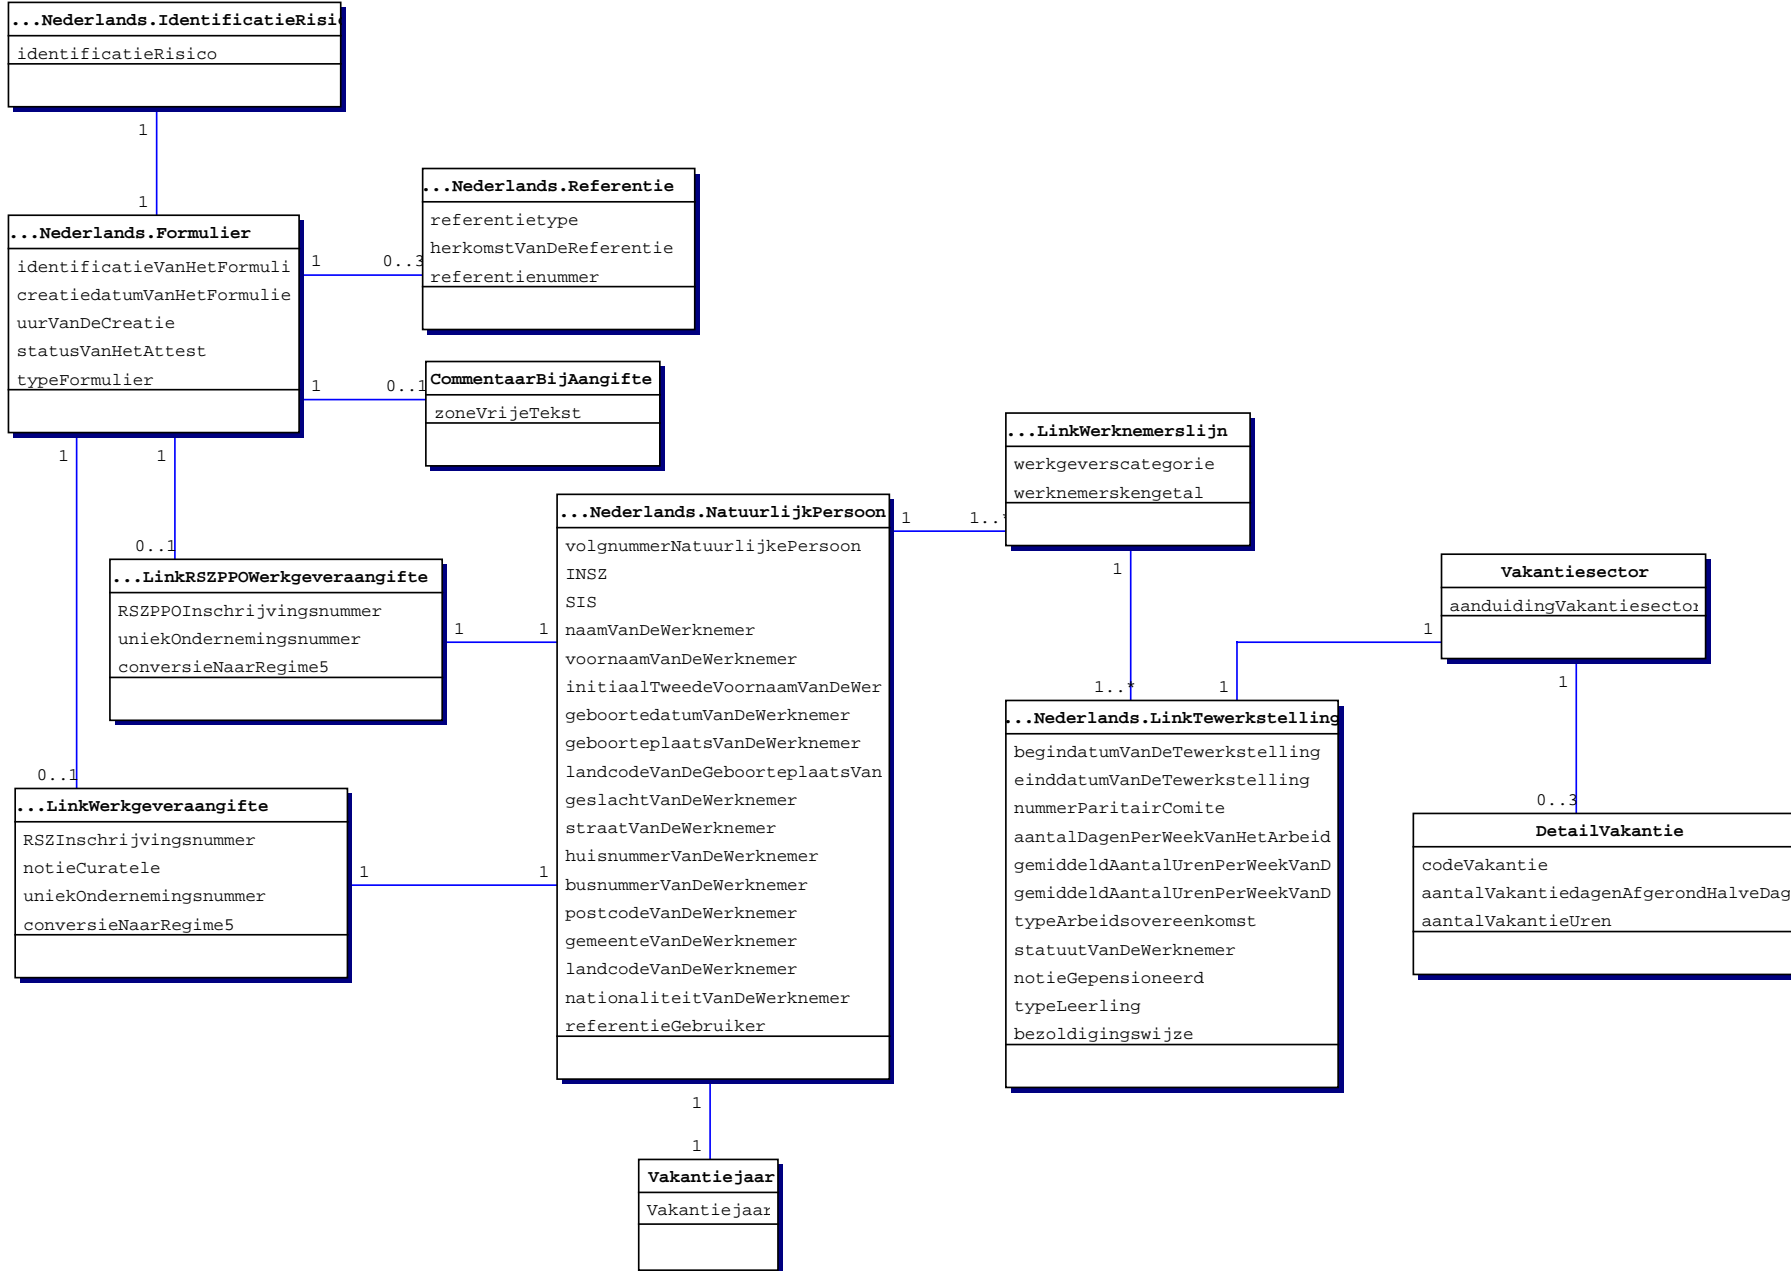 ...Nederlands.IdentificatieRisi
identificatieRisico
1
1
...Nederlands.Formulier
identificatieVanHetFormuli
creatiedatumVanHetFormulie
uurVanDeCreatie
statusVanHetAttest
typeFormulier
1
0..3
...Nederlands.Referentie
referentietype
herkomstVanDeReferentie
referentienummer
1
0..1
CommentaarBijAangifte
zoneVrijeTekst
1
1
0..1
...LinkRSZPPOWerkgeveraangifte
RSZPPOInschrijvingsnummer
uniekOndernemingsnummer
conversieNaarRegime5
1
1
0..1
...LinkWerkgeveraangifte
RSZInschrijvingsnummer
notieCuratele
uniekOndernemingsnummer
conversieNaarRegime5
1
1
...Nederlands.NatuurlijkPersoon
volgnummerNatuurlijkePersoon
INSZ
SIS
naamVanDeWerknemer
voornaamVanDeWerknemer
initiaalTweedeVoornaamVanDeWer
geboortedatumVanDeWerknemer
geboorteplaatsVanDeWerknemer
landcodeVanDeGeboorteplaatsVan
geslachtVanDeWerknemer
straatVanDeWerknemer
huisnummerVanDeWerknemer
busnummerVanDeWerknemer
postcodeVanDeWerknemer
gemeenteVanDeWerknemer
landcodeVanDeWerknemer
nationaliteitVanDeWerknemer
referentieGebruiker
1
1
Vakantiejaar
Vakantiejaar
1
1..*
...LinkWerknemerslijn
werkgeverscategorie
werknemerskengetal
1
1..*
1
1
...Nederlands.LinkTewerkstelling
begindatumVanDeTewerkstelling
einddatumVanDeTewerkstelling
nummerParitairComite
aantalDagenPerWeekVanHetArbeid
gemiddeldAantalUrenPerWeekVanD
gemiddeldAantalUrenPerWeekVanD
typeArbeidsovereenkomst
statuutVanDeWerknemer
notieGepensioneerd
typeLeerling
bezoldigingswijze
Vakantiesector
aanduidingVakantiesector
1
0..3
DetailVakantie
codeVakantie
aantalVakantiedagenAfgerondHalveDag
aantalVakantieUren